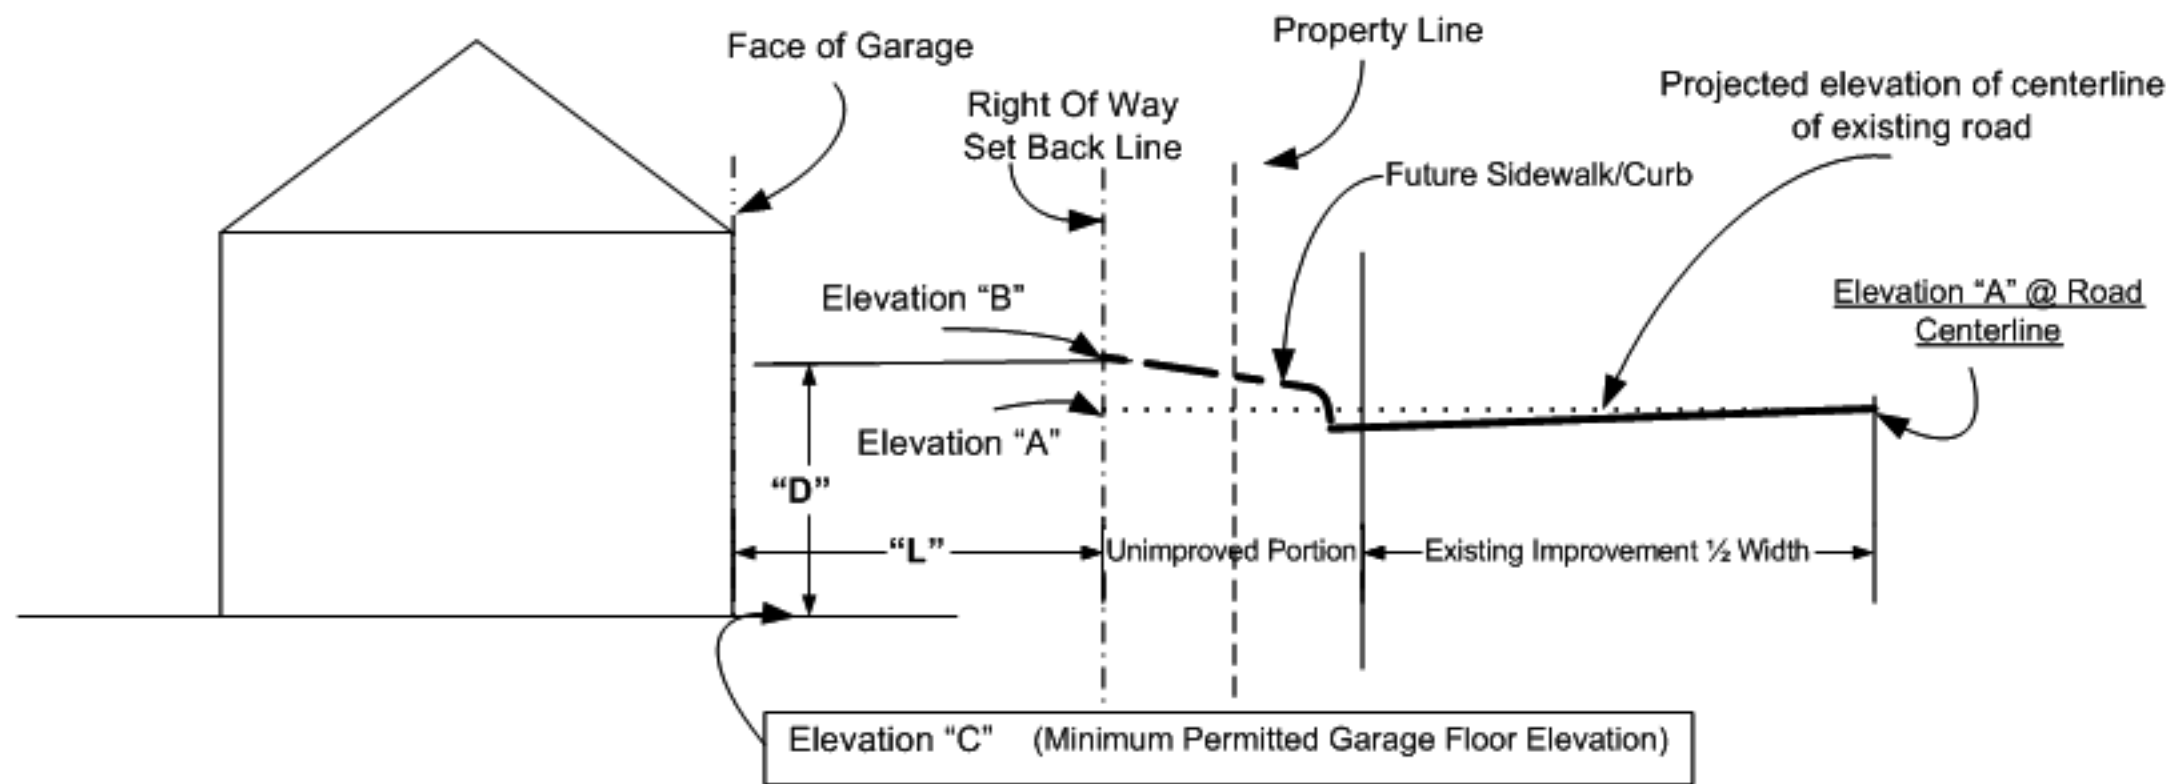 Property Line
Face of Garage
Projected elevation of centerline
of existing road
Right Of Way
Set Back Line
Future Sidewalk/Curb
Elevation “B”
Elevation “A” @ Road
Centerline
Elevation “A”
“D”
“L”
Unimproved Portion
Existing Improvement ½ Width
Elevation “C” (Minimum Permitted Garage Floor Elevation)